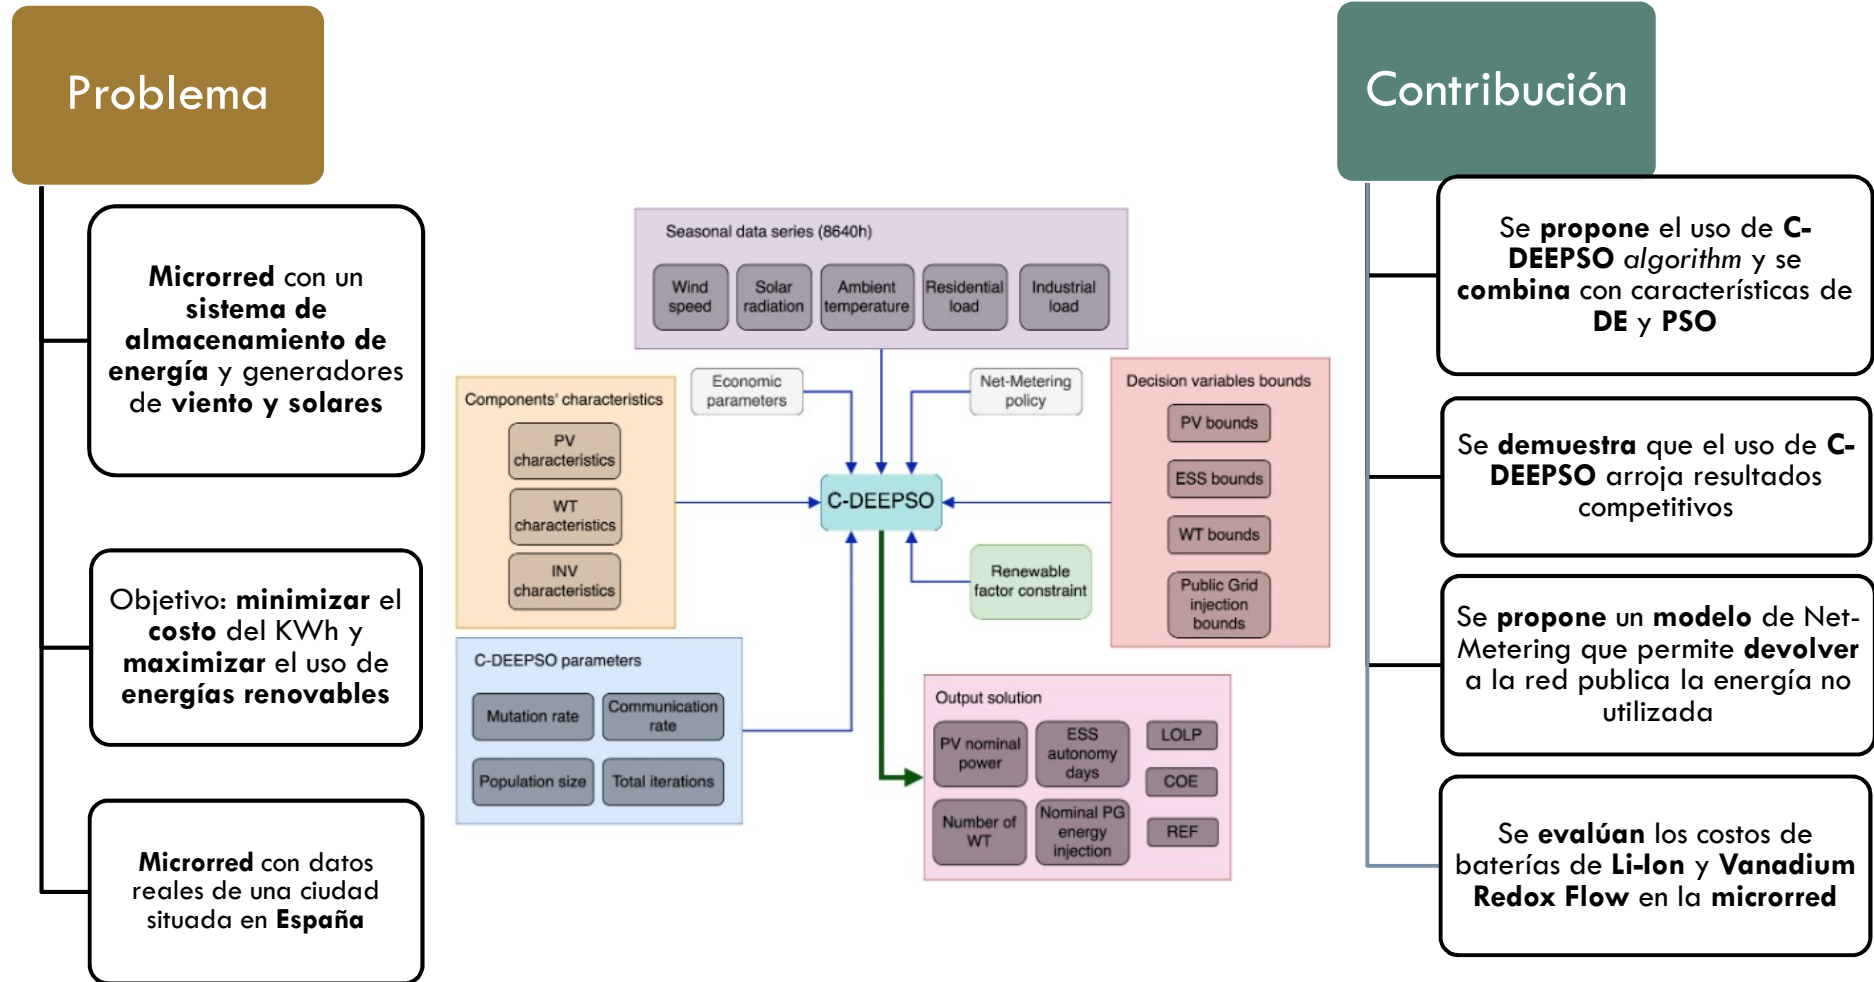 Problema
Microrred con un
sistema de
almacenamiento de
energía y generadores
de viento y solares
Objetivo: minimizar el
costo del KWh y
maximizar el uso de
energías renovables
Microrred con datos
reales de una ciudad
situada en España
Seasonal data series (8640h)
Wind
speed
Solar
radiation
Ambient
temperature
Residential
load
Industrial
load
Economic
parameters
Net-Metering
policy
Components' characteristics
PV
characteristics
WT
characteristics
INV
characteristics
C-DEEPSO
Decision variables bounds
PV bounds
ESS bounds
WT bounds
Public Grid
injection
bounds
Renewable
factor constraint
C-DEEPSO parameters
Mutation rate
Communication
rate
Population size
Total iterations
Output solution
PV nominal
power
ESS
autonomy
days
LOLP
COE
Number of
WT
Nominal PG
energy
injection
REF
Contribución
Se propone el uso de C-
DEEPSO algorithm y se
combina con características de
DE y PSO
Se demuestra que el uso de C-
DEEPSO arroja resultados
competitivos
Se propone un modelo de Net-
Metering que permite devolver
a la red publica la energía no
utilizada
Se evalúan los costos de
baterías de Li-Ion y Vanadium
Redox Flow en la microrred